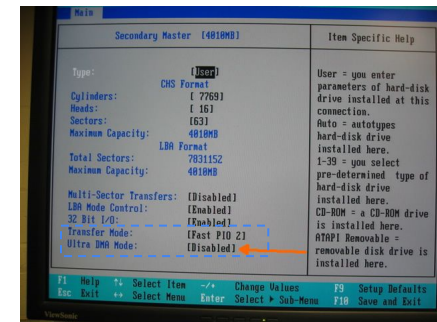 Main
Secondary Master [4010MB]
Item Specific Help
Type: [User]
CHS Format
Cylinders: [ 7769]
Heads: [ 16]
Sectors: [63]
Maximum Capacity: 4010MB
LBA Format
Total Sectors: 7831152
Maximum Capacity: 4010MB
Multi-Sector Transfers: [Disabled]
LBA Mode Control: [Enabled]
32 Bit I/O: [Enabled]
Transfer Mode: [Fast PIO 2]
Ultra DMA Mode: [Disabled]
User = you enter
parameters of hard-disk
drive installed at this
connection.
Auto = autotypes
hard-disk drive
installed here.
1-39 = you select
pre-determined type of
hard-disk drive
installed here.
CD-ROM = a CD-ROM drive
is installed here.
ATAPI Removable =
removable disk drive is
installed here.
F1 Help ↑↓ Select Item -/+ Change Values F9 Setup Defaults
Esc Exit ↔ Select Menu Enter Select ▸ Sub-Menu F10 Save and Exit
ViewSonic